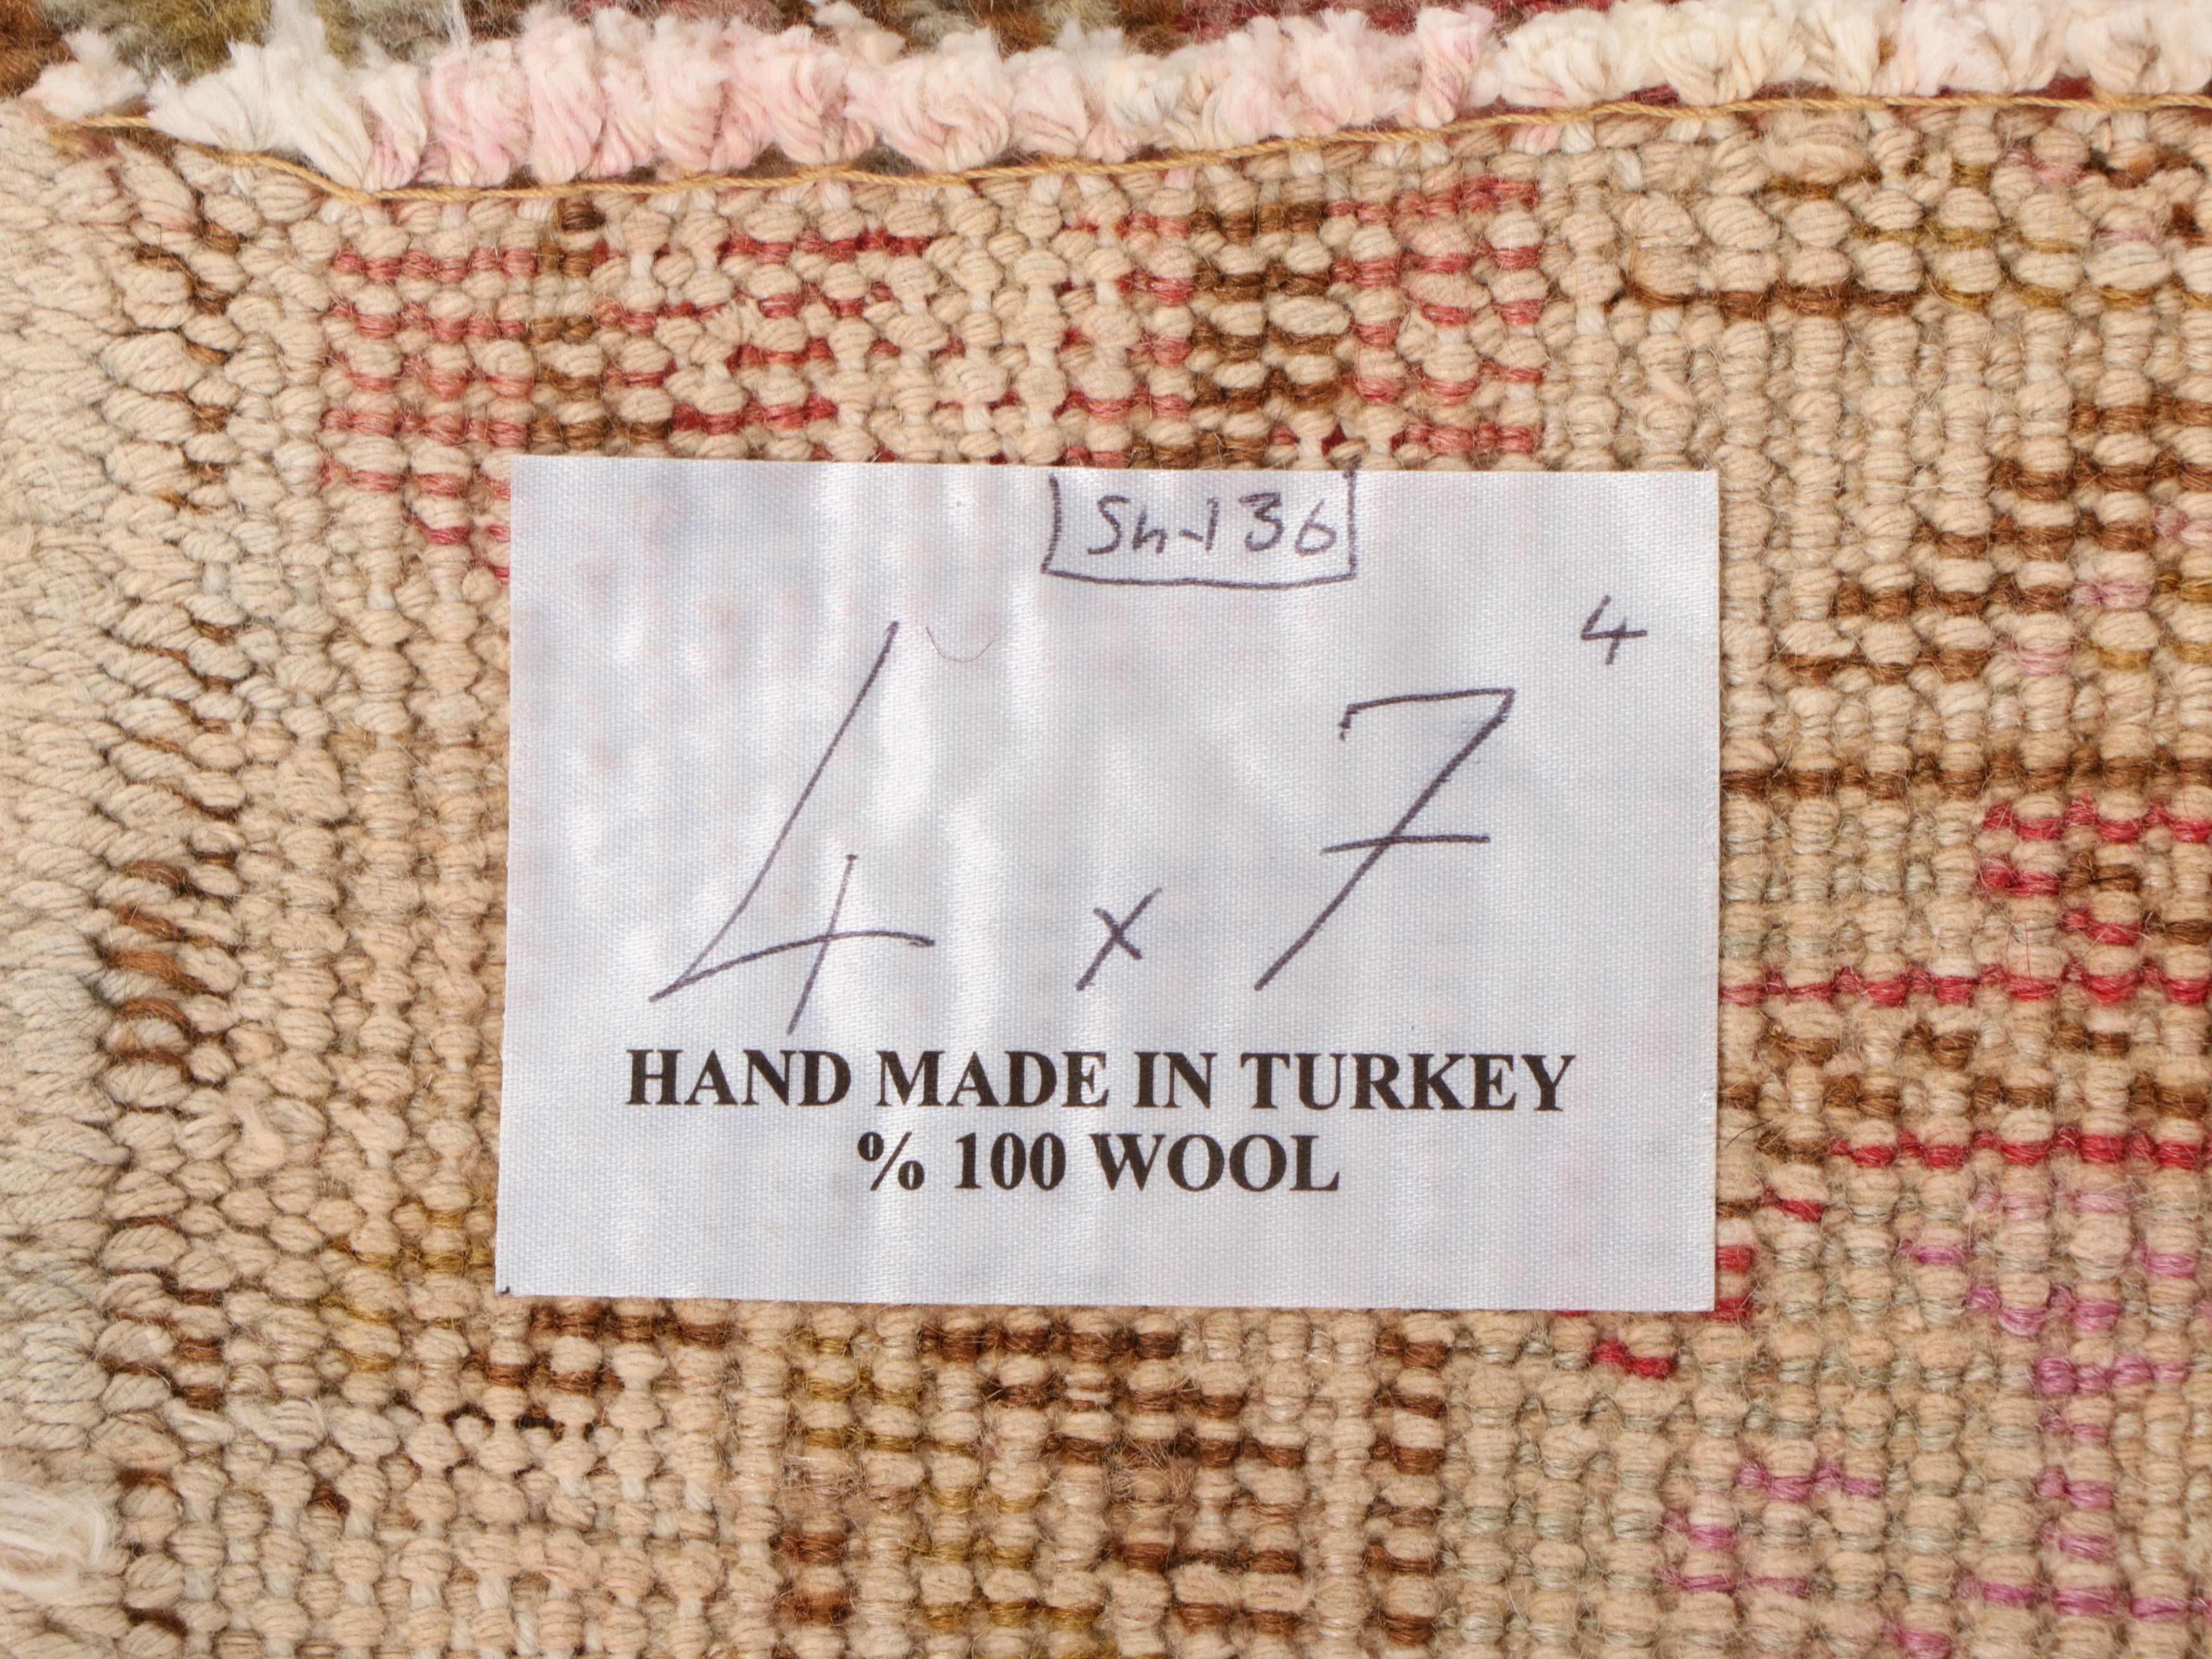 Sh-136
4 x 7 4
HAND MADE IN TURKEY
% 100 WOOL